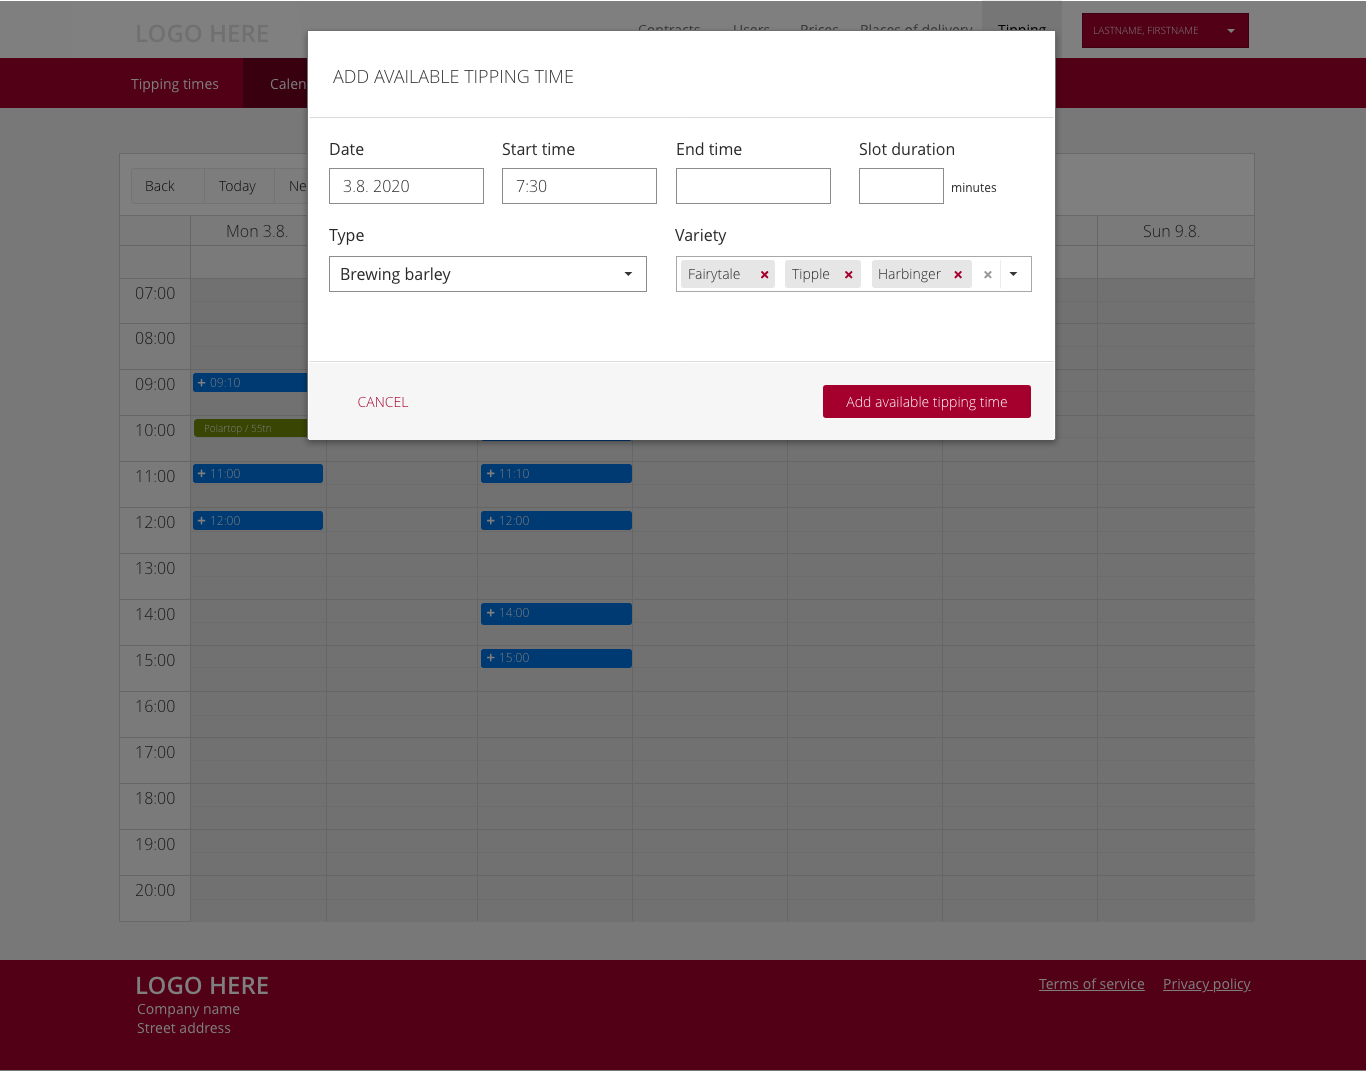 LOGO HERE
Contracts Users Prices Places of delivery Tipping
LASTNAME, FIRSTNAME
Tipping times Calen
ADD AVAILABLE TIPPING TIME
Date Start time End time Slot duration
3.8. 2020 7:30 minutes
Type Variety
Brewing barley Fairytale Tipple Harbinger
CANCEL Add available tipping time
Back Today Ne
Mon 3.8. Sun 9.8.
07:00
08:00
09:00 + 09:10
10:00 Polartop / 55tn
11:00 + 11:00 + 11:10
12:00 + 12:00 + 12:00
13:00
14:00 + 14:00
15:00 + 15:00
16:00
17:00
18:00
19:00
20:00
LOGO HERE
Company name
Street address
Terms of service Privacy policy